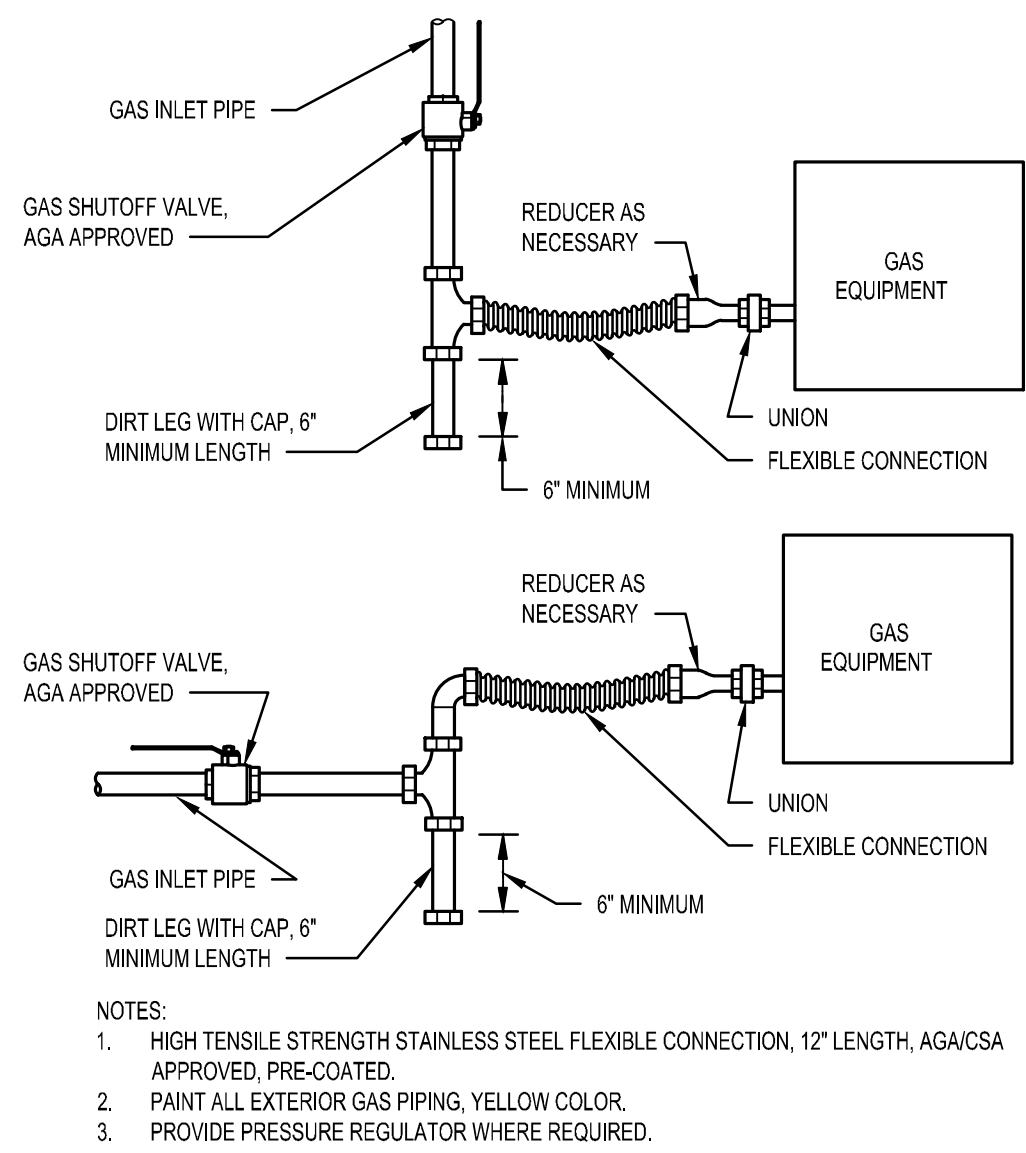 GAS INLET PIPE
GAS SHUTOFF VALVE,
AGA APPROVED
REDUCER AS
NECESSARY
GAS
EQUIPMENT
DIRT LEG WITH CAP, 6"
MINIMUM LENGTH
UNION
FLEXIBLE CONNECTION
6" MINIMUM
REDUCER AS
NECESSARY
GAS
EQUIPMENT
GAS SHUTOFF VALVE,
AGA APPROVED
UNION
FLEXIBLE CONNECTION
GAS INLET PIPE
6" MINIMUM
DIRT LEG WITH CAP, 6"
MINIMUM LENGTH
NOTES:
1. HIGH TENSILE STRENGTH STAINLESS STEEL FLEXIBLE CONNECTION, 12" LENGTH, AGA/CSA
APPROVED, PRE-COATED.
2. PAINT ALL EXTERIOR GAS PIPING, YELLOW COLOR.
3. PROVIDE PRESSURE REGULATOR WHERE REQUIRED.